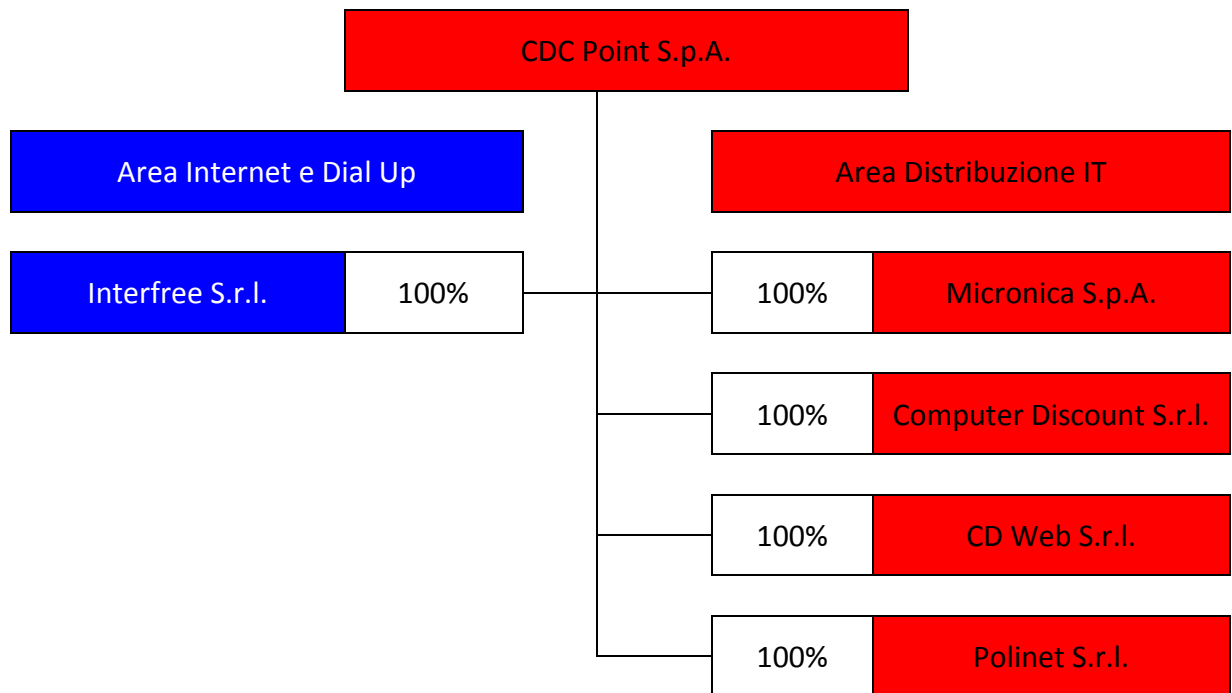 CDC Point S.p.A.
Area Internet e Dial Up
Area Distribuzione IT
Interfree S.r.l.
100%
100%
Micronica S.p.A.
100%
Computer Discount S.r.l.
100%
CD Web S.r.l.
100%
Polinet S.r.l.